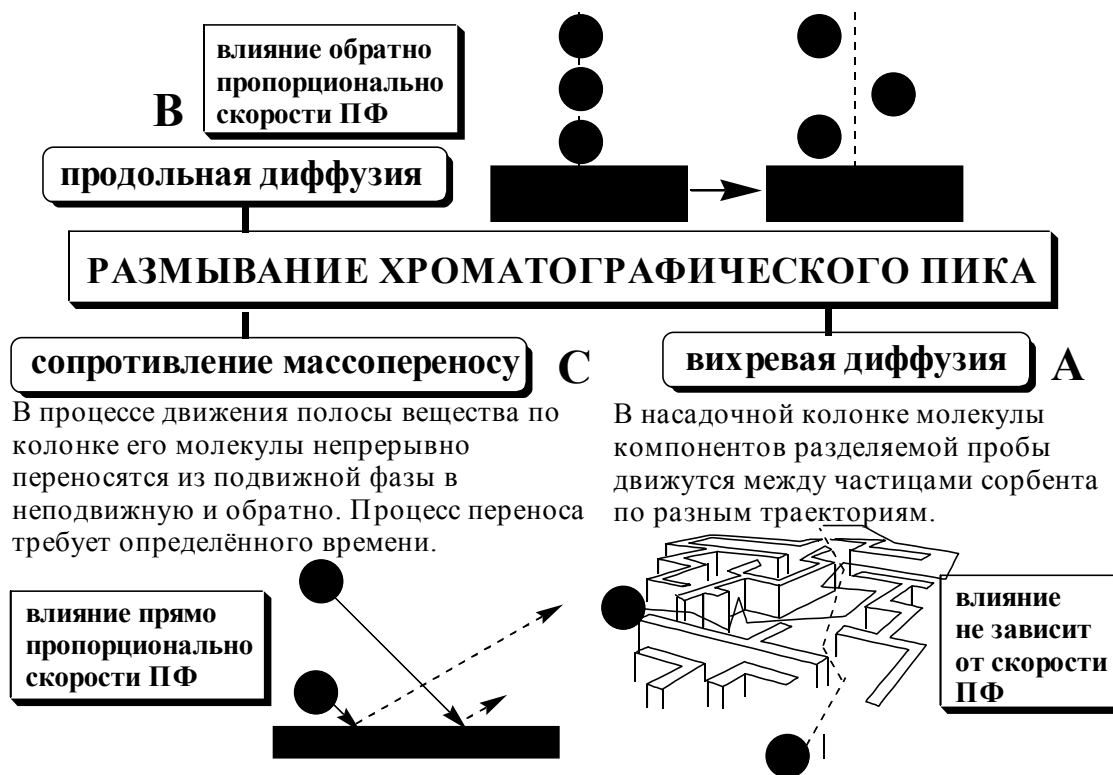 влияние обратно
пропорционально
скорости ПФ
В
продольная диффузия
РАЗМЫВАНИЕ ХРОМАТОГРАФИЧЕСКОГО ПИКА
сопротивление массопереносу
С
В процессе движения полосы вещества по
колонке его молекулы непрерывно
переносятся из подвижной фазы в
неподвижную и обратно. Процесс переноса
требует определённого времени.
влияние прямо
пропорционально
скорости ПФ
вихревая диффузия
А
В насадочной колонке молекулы
компонентов разделяемой пробы
движутся между частицами сорбента
по разным траекториям.
влияние
не зависит
от скорости
ПФ